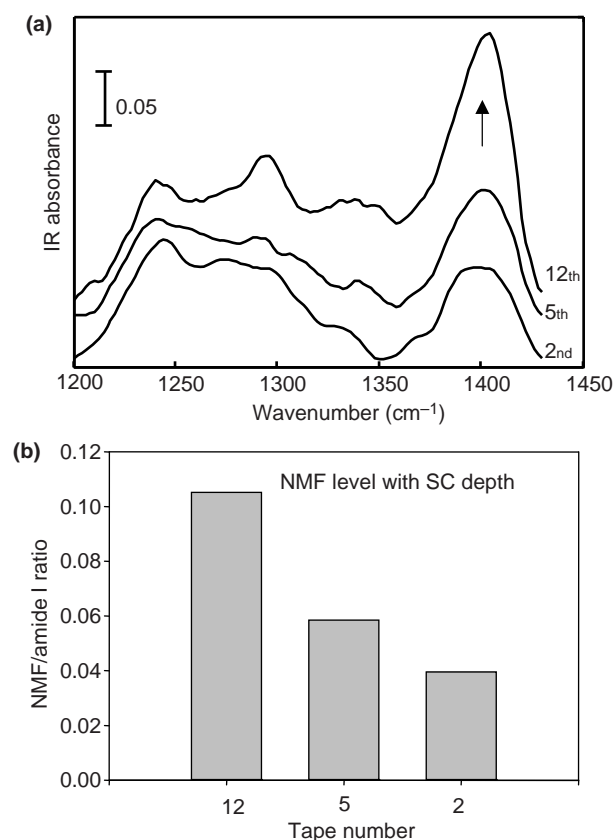 (a)
0.05
IR absorbance
12th
5th
2nd
1200 1250 1300 1350 1400 1450
Wavenumber (cm⁻¹)
(b)
NMF level with SC depth
0.12
0.10
0.08
0.06
0.04
0.02
0.00
NMF/amide I ratio
12 5 2
Tape number